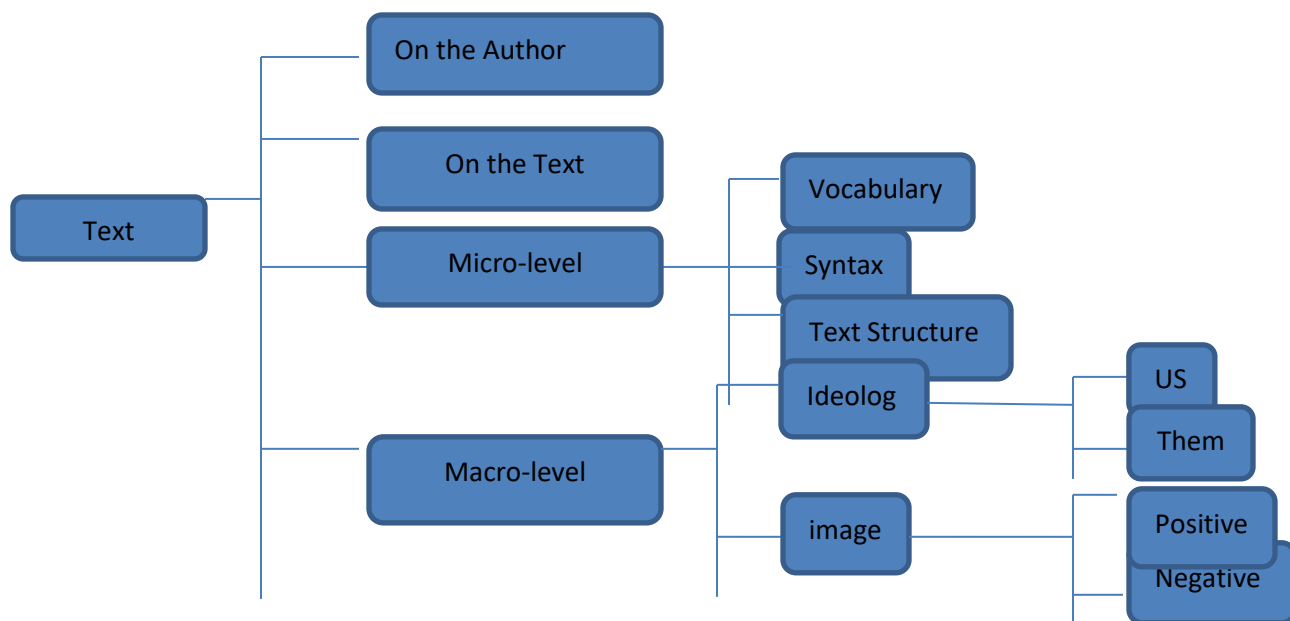 On the Author
On the Text
Text
Vocabulary
Micro-level
Syntax
Text Structure
Ideolog
US
Them
Macro-level
image
Positive
Negative